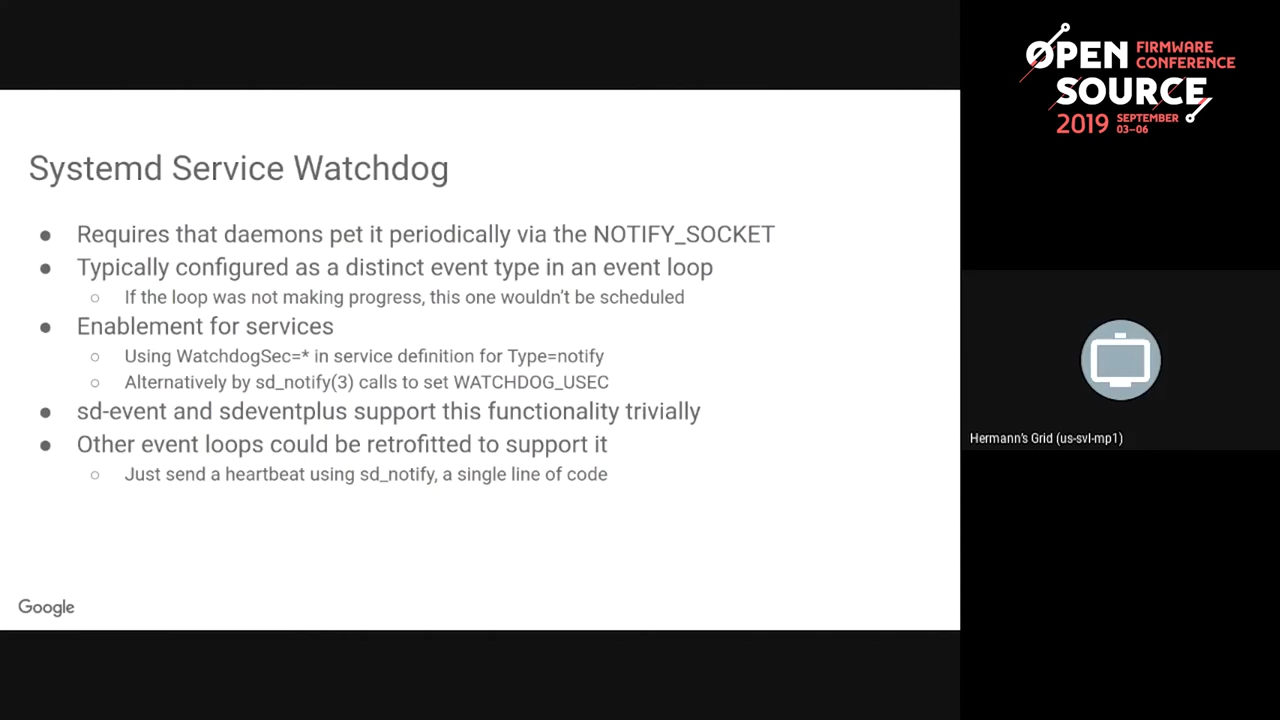 Systemd Service Watchdog
● Requires that daemons pet it periodically via the NOTIFY_SOCKET
● Typically configured as a distinct event type in an event loop
○ If the loop was not making progress, this one wouldn't be scheduled
● Enablement for services
○ Using WatchdogSec=* in service definition for Type=notify
○ Alternatively by sd_notify(3) calls to set WATCHDOG_USEC
● sd-event and sdeventplus support this functionality trivially
● Other event loops could be retrofitted to support it
○ Just send a heartbeat using sd_notify, a single line of code
Google
OPEN FIRMWARE
CONFERENCE
SOURCE
2019 SEPTEMBER
03–06
Hermann's Grid (us-svl-mp1)